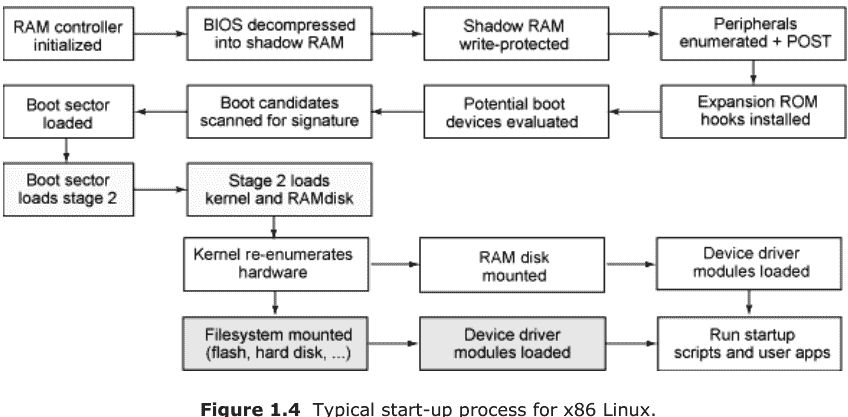 RAM controller
initialized
BIOS decompressed
into shadow RAM
Shadow RAM
write-protected
Peripherals
enumerated + POST
Expansion ROM
hooks installed
Potential boot
devices evaluated
Boot candidates
scanned for signature
Boot sector
loaded
Boot sector
loads stage 2
Stage 2 loads
kernel and RAMdisk
Kernel re-enumerates
hardware
RAM disk
mounted
Device driver
modules loaded
Filesystem mounted
(flash, hard disk, ...)
Device driver
modules loaded
Run startup
scripts and user apps
Figure 1.4 Typical start-up process for x86 Linux.